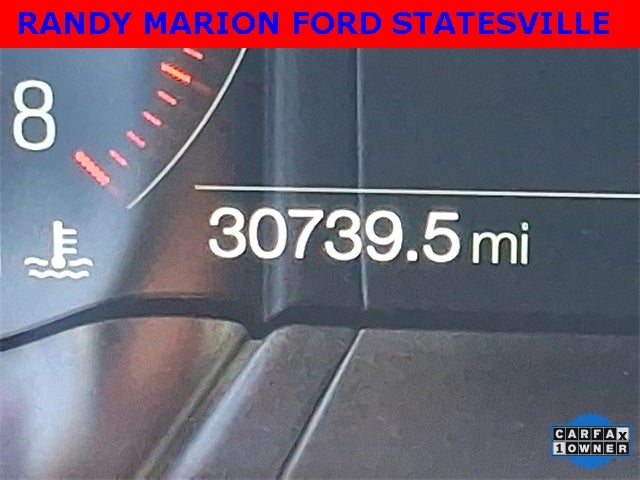 RANDY MARION FORD STATESVILLE
8
30739.5 mi
CARFAX
1 OWNER